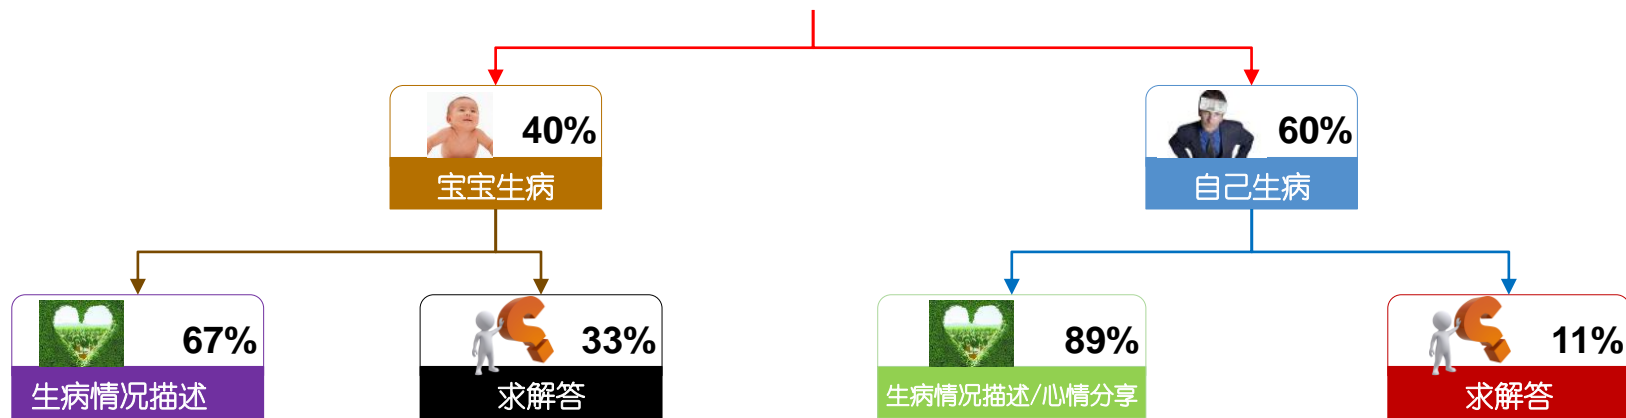 40%
宝宝生病
60%
自己生病
67%
生病情况描述
33%
求解答
89%
生病情况描述/心情分享
11%
求解答